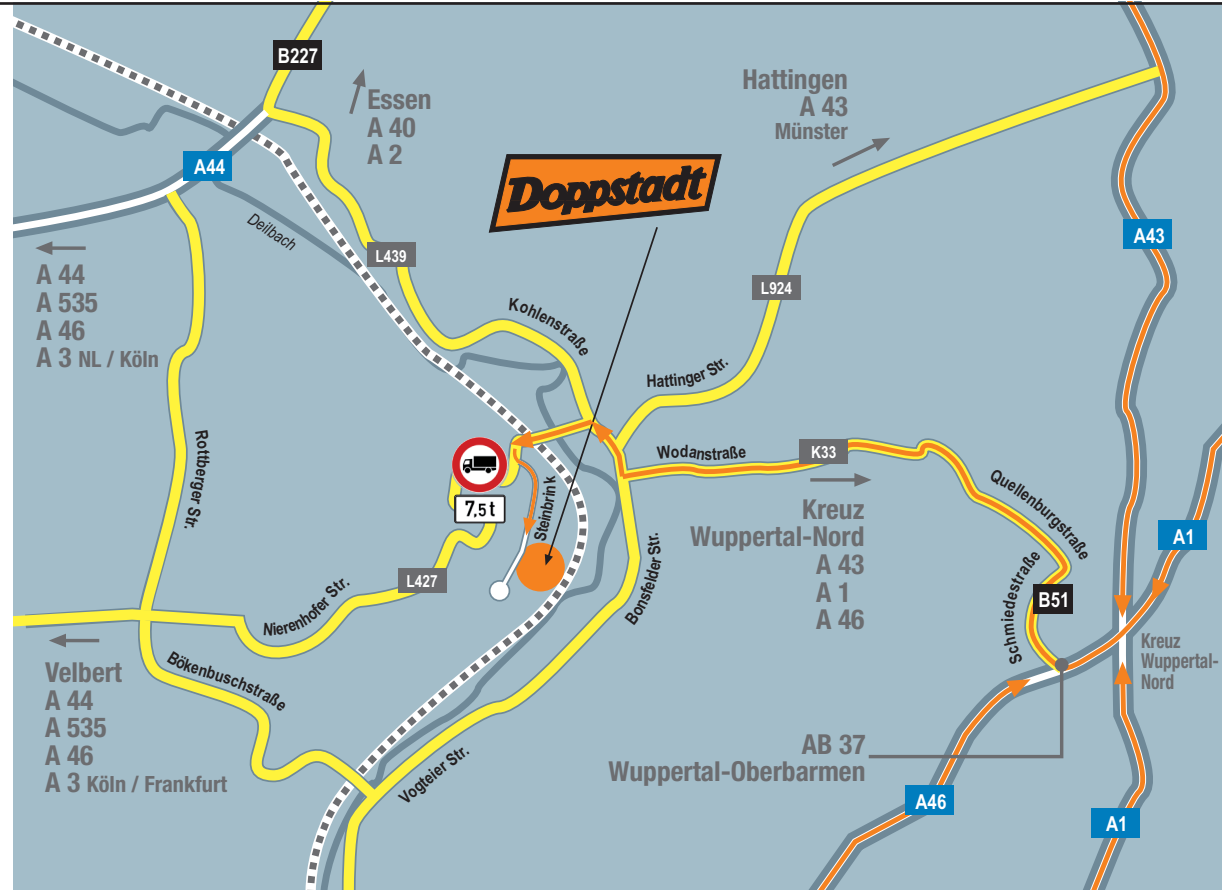 B227
Essen
A 40
A 2
Hattingen
A 43
Münster
A44
Doppstadt
Deilbach
L439
A43
A 44
A 535
A 46
A 3 NL / Köln
L924
Kohlenstraße
Hattinger Str.
Rottberger Str.
Wodanstraße
K33
7,5 t
Steinbrink
Quellenburgstraße
Kreuz
Wuppertal-Nord
A 43
A 1
A 46
A1
L427
Nierenhofer Str.
Bonsfelder Str.
Schmiedestraße
B51
Kreuz
Wuppertal-
Nord
Velbert
A 44
A 535
A 46
A 3 Köln / Frankfurt
Bökenbuschstraße
Vogteier Str.
AB 37
Wuppertal-Oberbarmen
A46
A1